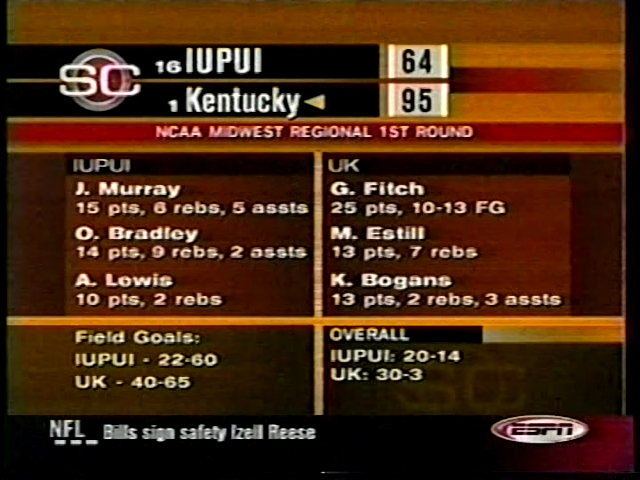 SC
16 IUPUI 64
1 Kentucky 95
NCAA MIDWEST REGIONAL 1ST ROUND
IUPUI
J. Murray
15 pts, 6 rebs, 5 assts
O. Bradley
14 pts, 9 rebs, 2 assts
A. Lewis
10 pts, 2 rebs
UK
G. Fitch
25 pts, 10-13 FG
M. Estill
13 pts, 7 rebs
K. Bogans
13 pts, 2 rebs, 3 assts
Field Goals:
IUPUI - 22-60
UK - 40-65
OVERALL
IUPUI: 20-14
UK: 30-3
SC
NFL Bills sign safety Izell Reese
ESPN